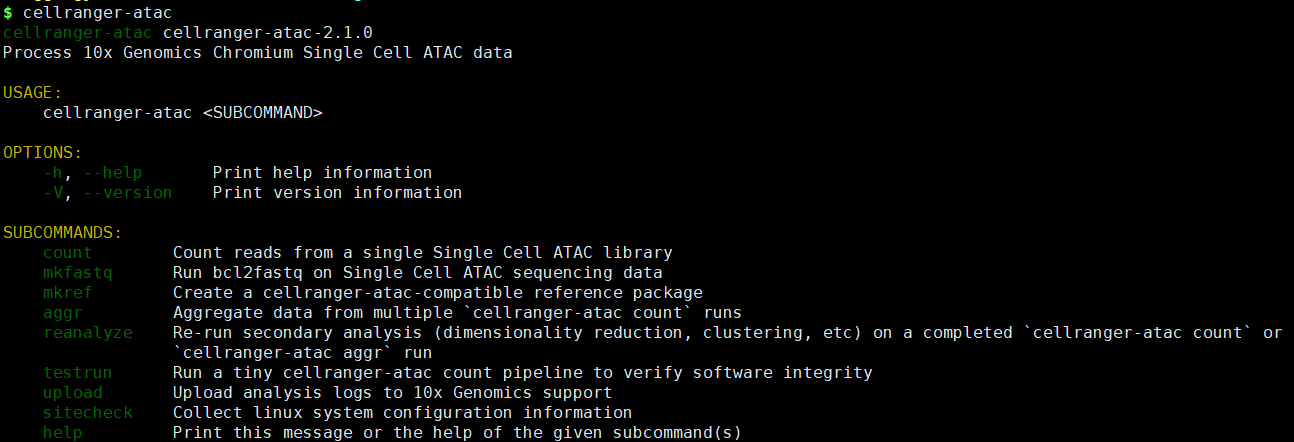 $ cellranger-atac
cellranger-atac cellranger-atac-2.1.0
Process 10x Genomics Chromium Single Cell ATAC data
USAGE:
    cellranger-atac <SUBCOMMAND>
OPTIONS:
    -h, --help       Print help information
    -V, --version    Print version information
SUBCOMMANDS:
    count        Count reads from a single Single Cell ATAC library
    mkfastq      Run bcl2fastq on Single Cell ATAC sequencing data
    mkref        Create a cellranger-atac-compatible reference package
    aggr         Aggregate data from multiple `cellranger-atac count` runs
    reanalyze    Re-run secondary analysis (dimensionality reduction, clustering, etc) on a completed `cellranger-atac count` or
                 `cellranger-atac aggr` run
    testrun      Run a tiny cellranger-atac count pipeline to verify software integrity
    upload       Upload analysis logs to 10x Genomics support
    sitecheck    Collect linux system configuration information
    help         Print this message or the help of the given subcommand(s)